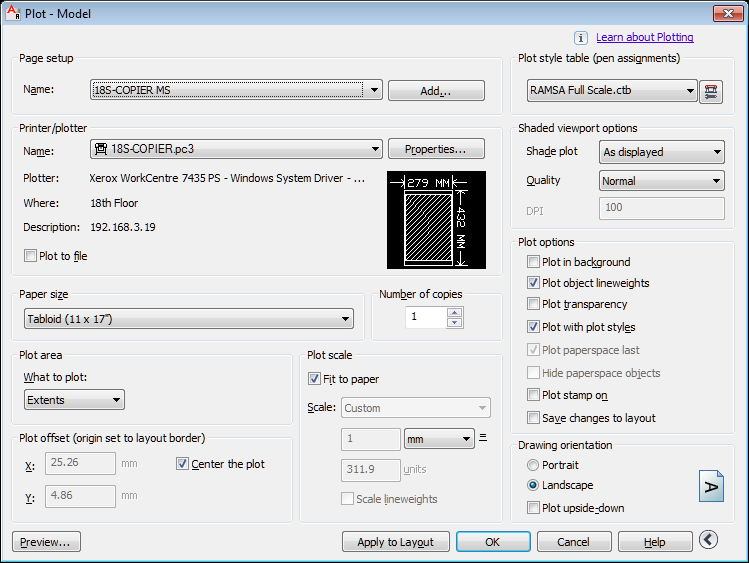 Plot - Model
Learn about Plotting
Page setup
Name: 18S-COPIER MS Add...
Printer/plotter
Name: 18S-COPIER.pc3 Properties...
Plotter: Xerox WorkCentre 7435 PS - Windows System Driver - ...
Where: 18th Floor
Description: 192.168.3.19
Plot to file
279 MM
432 MM
Paper size
Tabloid (11 x 17")
Number of copies
1
Plot area
What to plot:
Extents
Plot offset (origin set to layout border)
X: 25.26 mm Center the plot
Y: 4.86 mm
Plot scale
Fit to paper
Scale: Custom
1 mm =
311.9 units
Scale lineweights
Plot style table (pen assignments)
RAMSA Full Scale.ctb
Shaded viewport options
Shade plot As displayed
Quality Normal
DPI 100
Plot options
Plot in background
Plot object lineweights
Plot transparency
Plot with plot styles
Plot paperspace last
Hide paperspace objects
Plot stamp on
Save changes to layout
Drawing orientation
Portrait
Landscape
Plot upside-down
A
Preview... Apply to Layout OK Cancel Help